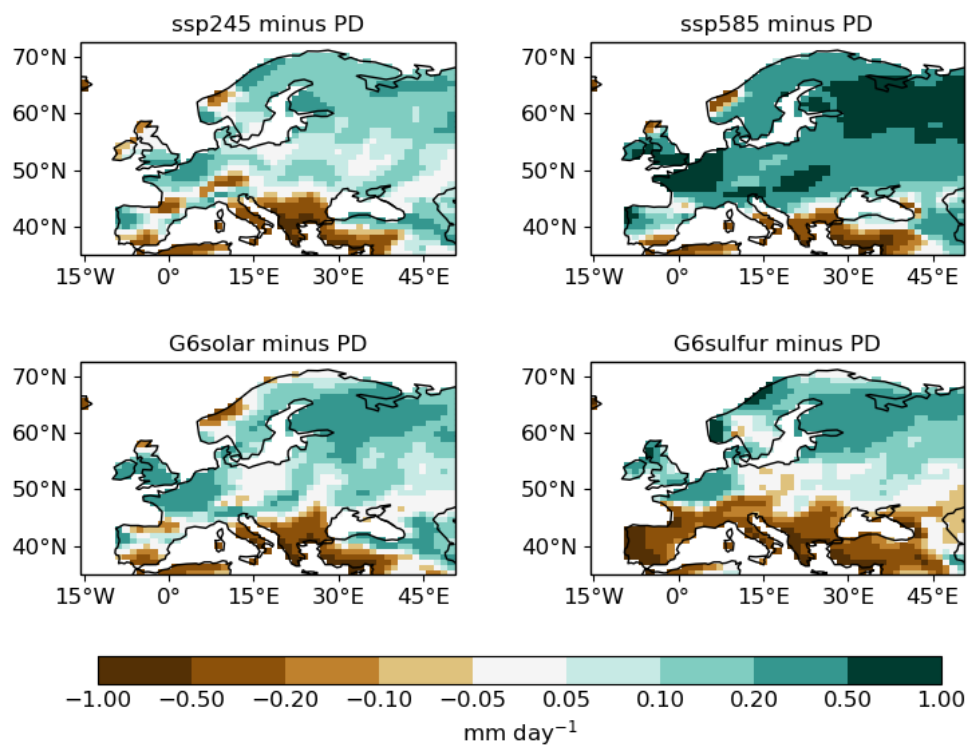 ssp245 minus PD
ssp585 minus PD
70°N
60°N
50°N
40°N
15°W 0° 15°E 30°E 45°E
70°N
60°N
50°N
40°N
15°W 0° 15°E 30°E 45°E
G6solar minus PD
G6sulfur minus PD
70°N
60°N
50°N
40°N
15°W 0° 15°E 30°E 45°E
70°N
60°N
50°N
40°N
15°W 0° 15°E 30°E 45°E
−1.00 −0.50 −0.20 −0.10 −0.05 0.05 0.10 0.20 0.50 1.00
mm day⁻¹